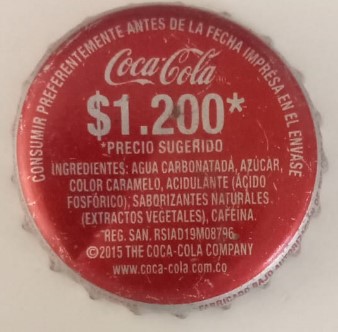 CONSUMIR PREFERENTEMENTE ANTES DE LA FECHA IMPRESA EN EL ENVASE
Coca-Cola
$1.200*
*PRECIO SUGERIDO
INGREDIENTES: AGUA CARBONATADA, AZÚCAR,
COLOR CARAMELO, ACIDULANTE (ÁCIDO
FOSFÓRICO), SABORIZANTES NATURALES
(EXTRACTOS VEGETALES), CAFEÍNA.
REG. SAN. RSIAD19M08796
©2015 THE COCA-COLA COMPANY
www.coca-cola.com.co
FABRICADO BAJO